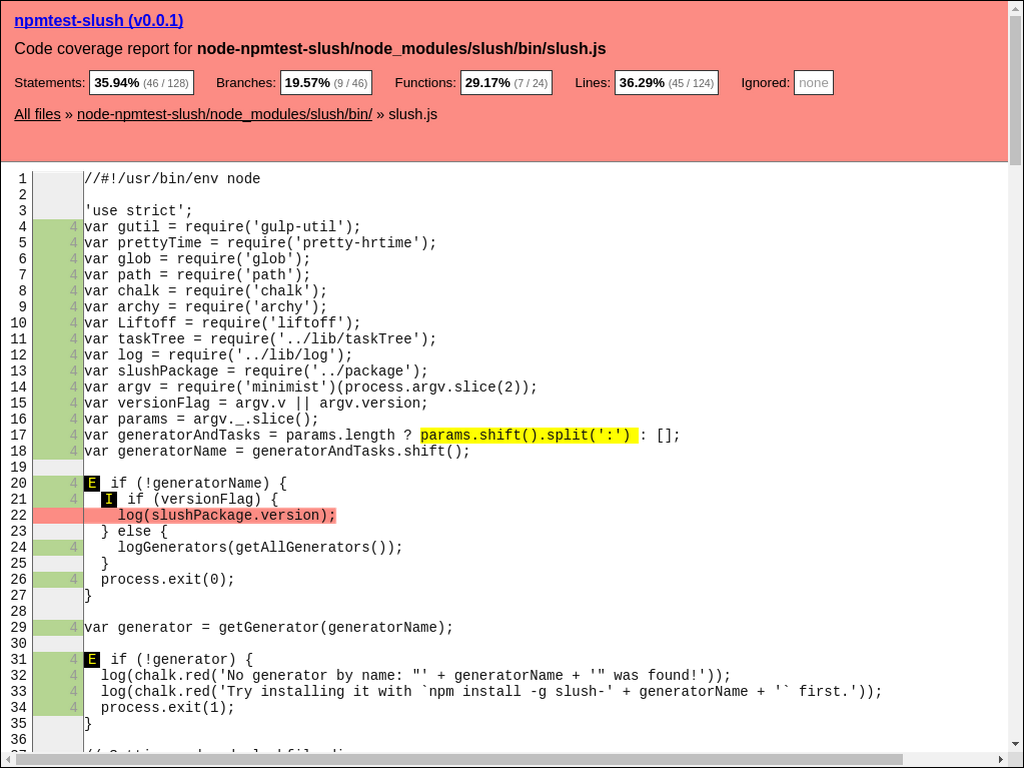 npmtest-slush (v0.0.1)
Code coverage report for node-npmtest-slush/node_modules/slush/bin/slush.js
Statements: 35.94% (46 / 128) Branches: 19.57% (9 / 46) Functions: 29.17% (7 / 24) Lines: 36.29% (45 / 124) Ignored: none
All files » node-npmtest-slush/node_modules/slush/bin/ » slush.js
1 //#!/usr/bin/env node
2
3 'use strict';
4 4 var gutil = require('gulp-util');
5 4 var prettyTime = require('pretty-hrtime');
6 4 var glob = require('glob');
7 4 var path = require('path');
8 4 var chalk = require('chalk');
9 4 var archy = require('archy');
10 4 var Liftoff = require('liftoff');
11 4 var taskTree = require('../lib/taskTree');
12 4 var log = require('../lib/log');
13 4 var slushPackage = require('../package');
14 4 var argv = require('minimist')(process.argv.slice(2));
15 4 var versionFlag = argv.v || argv.version;
16 4 var params = argv._.slice();
17 4 var generatorAndTasks = params.length ? params.shift().split(':') : [];
18 4 var generatorName = generatorAndTasks.shift();
19
20 4 E if (!generatorName) {
21 4 I if (versionFlag) {
22 log(slushPackage.version);
23 } else {
24 4 logGenerators(getAllGenerators());
25 }
26 4 process.exit(0);
27 }
28
29 4 var generator = getGenerator(generatorName);
30
31 4 E if (!generator) {
32 4 log(chalk.red('No generator by name: "' + generatorName + '" was found!'));
33 4 log(chalk.red('Try installing it with `npm install -g slush-' + generatorName + '` first.'));
34 4 process.exit(1);
35 }
36